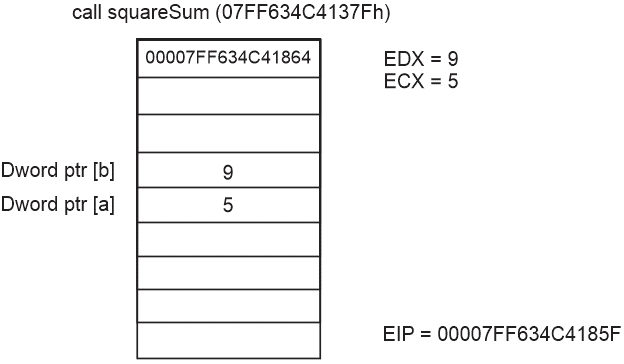 call squareSum (07FF634C4137Fh)
00007FF634C41864
EDX = 9
ECX = 5
Dword ptr [b]
9
Dword ptr [a]
5
EIP = 00007FF634C4185F